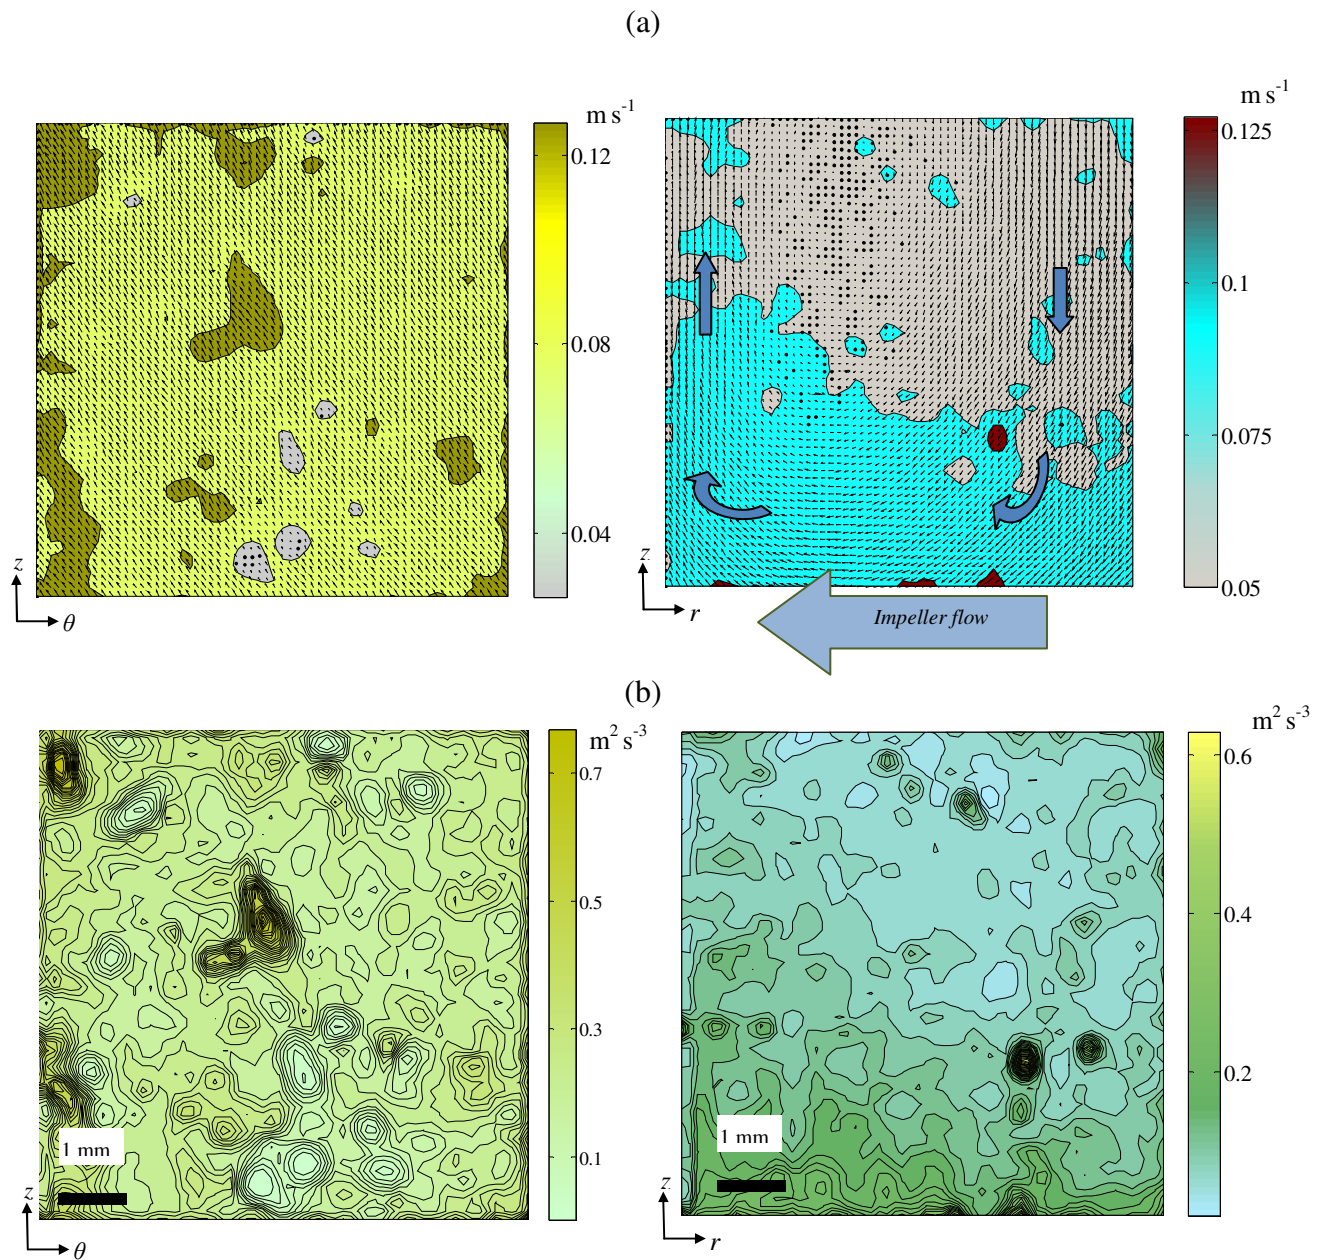 (a)
m s-1
0.12
0.08
0.04
z
θ
m s-1
0.125
0.1
0.075
0.05
z
r
Impeller flow
(b)
m2 s-3
0.7
0.5
0.3
0.1
1 mm
z
θ
m2 s-3
0.6
0.4
0.2
1 mm
z
r